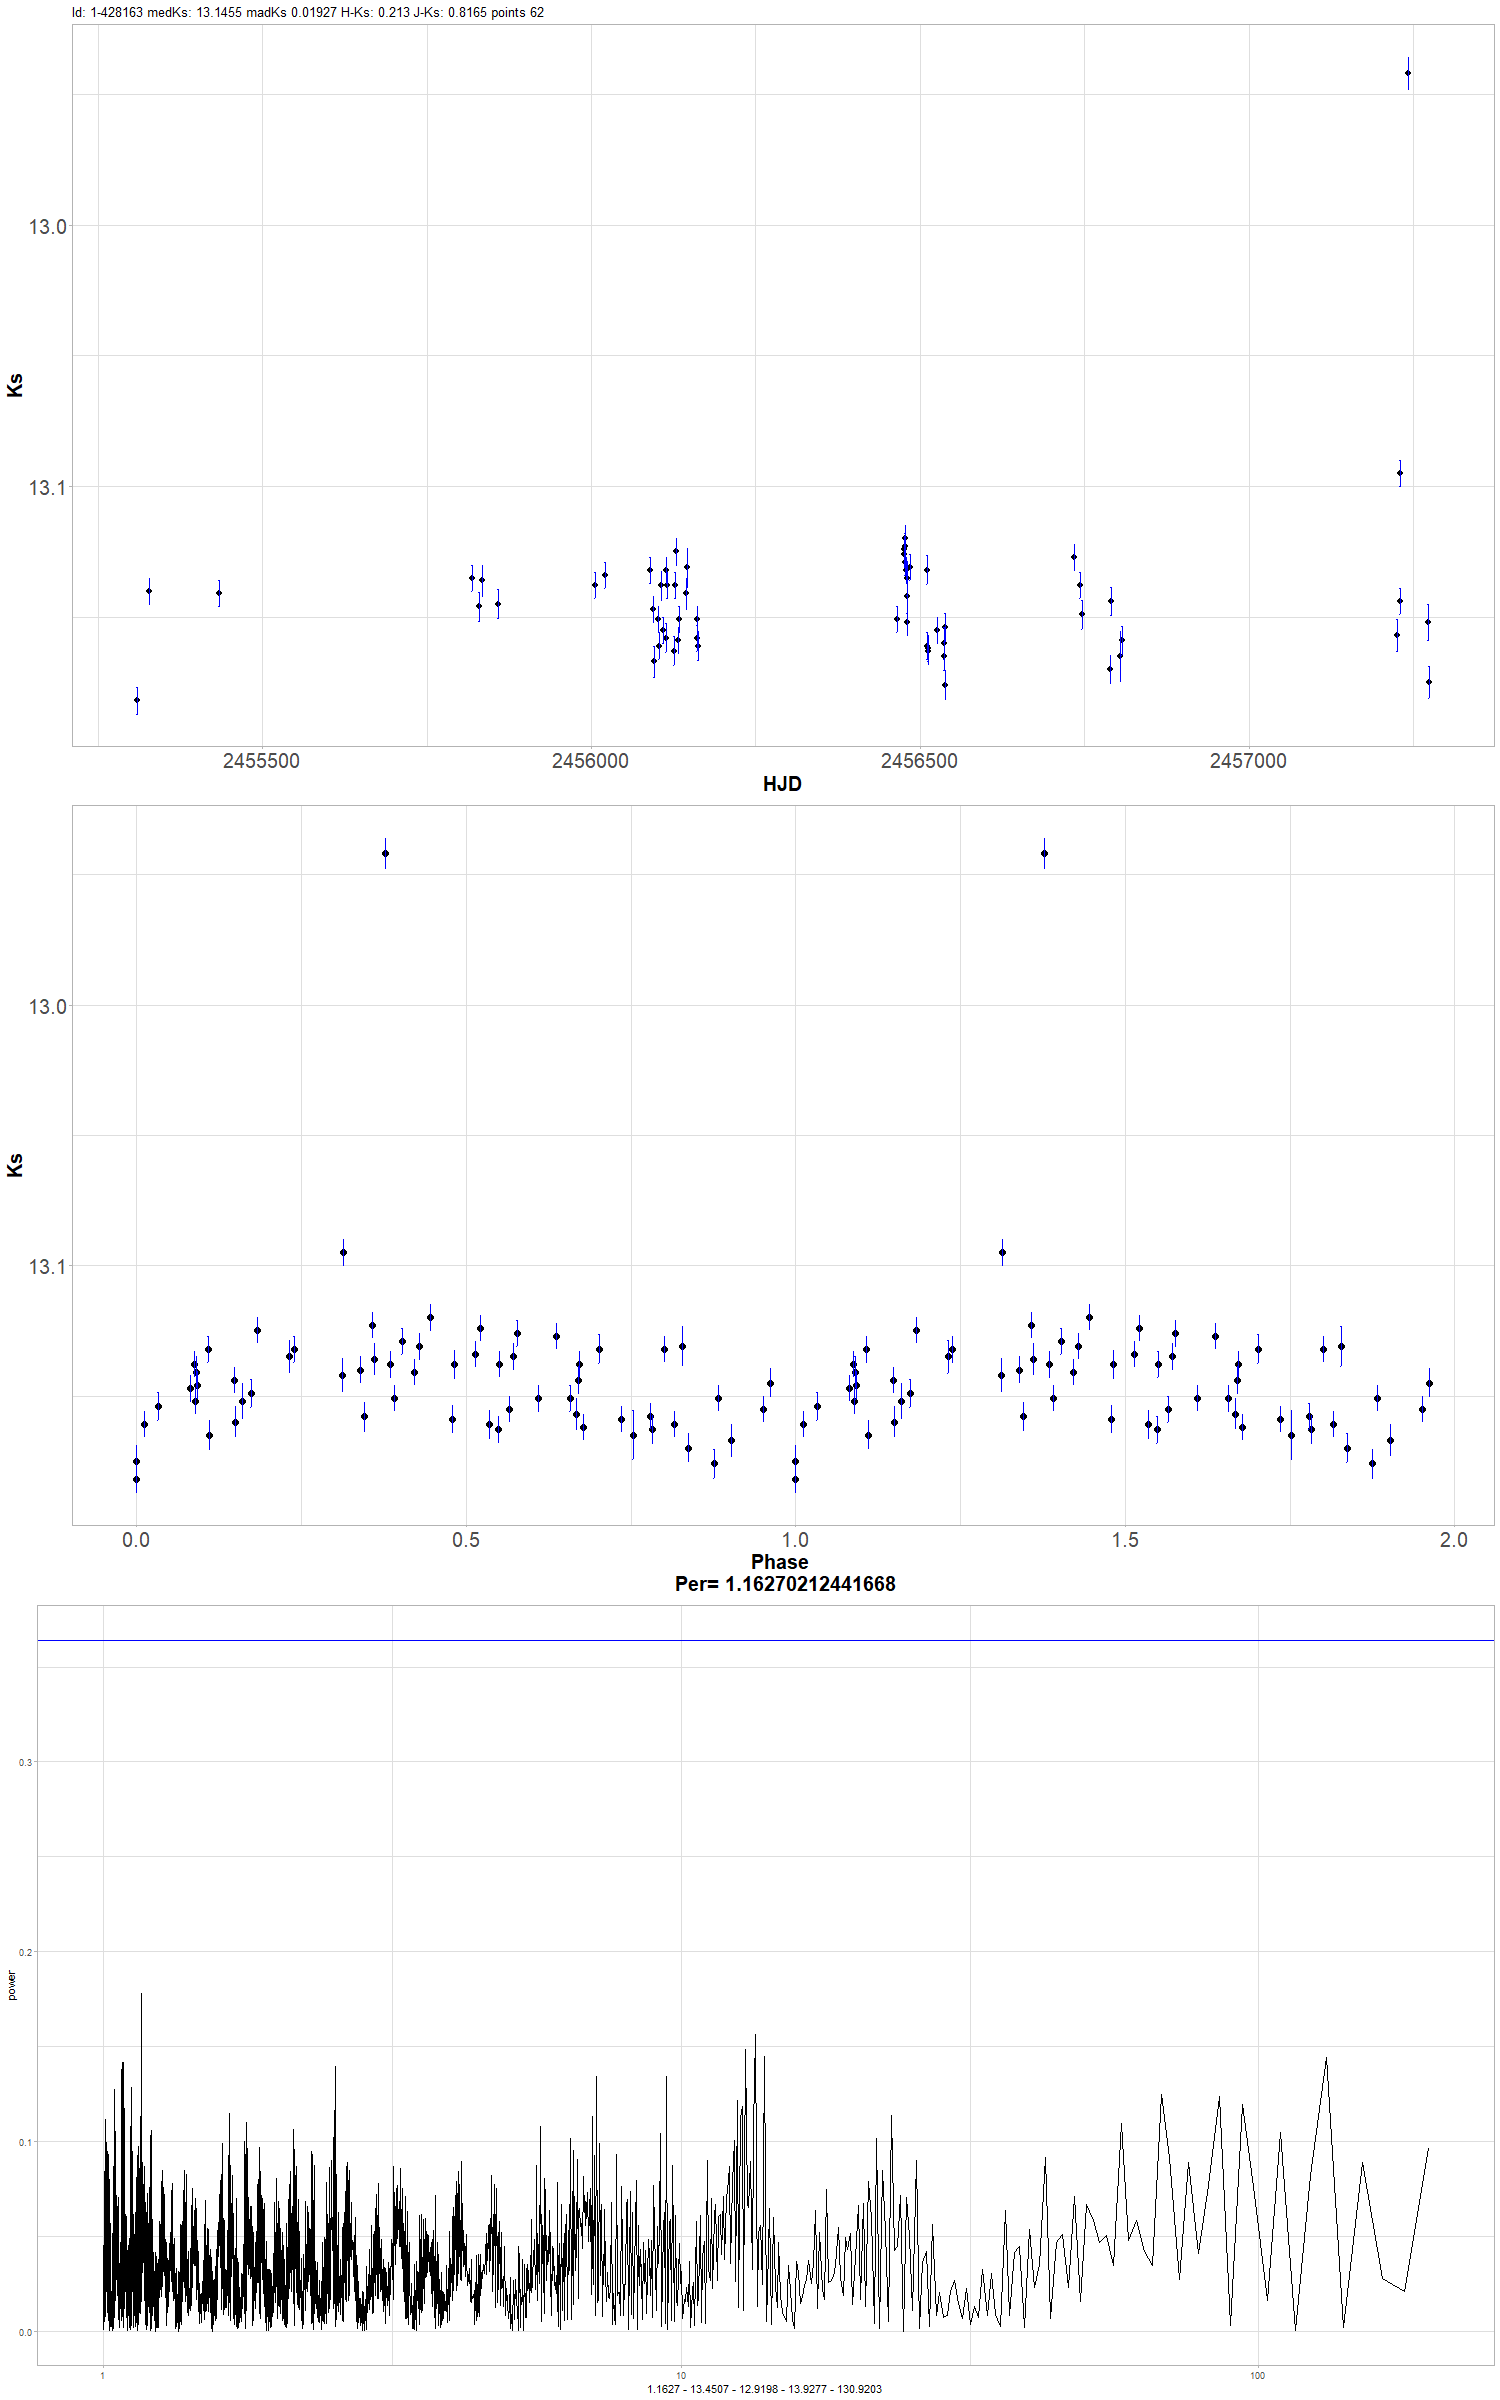 Id: 1-428163 medKs: 13.1455 madKs 0.01927 H-Ks: 0.213 J-Ks: 0.8165 points 62
13.0
13.1
Ks
2455500 2456000 2456500 2457000
HJD
13.0
13.1
Ks
0.0 0.5 1.0 1.5 2.0
Phase
Per= 1.16270212441668
0.3
0.2
0.1
0.0
power
1 10 100
1.1627 - 13.4507 - 12.9198 - 13.9277 - 130.9203